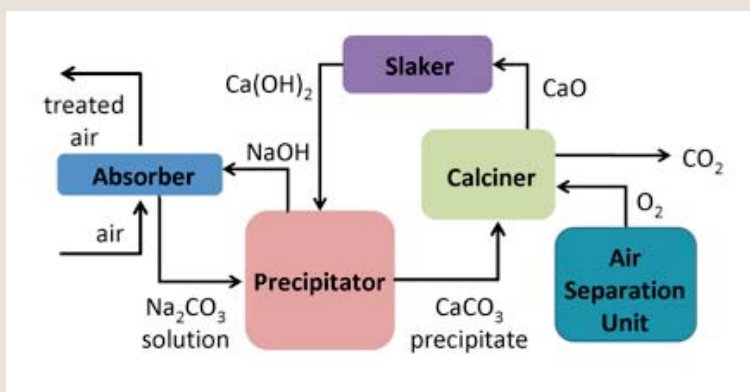 Slaker
Ca(OH)₂
CaO
treated
air
NaOH
Absorber
Calciner
CO₂
O₂
air
Precipitator
Air
Separation
Unit
Na₂CO₃
solution
CaCO₃
precipitate